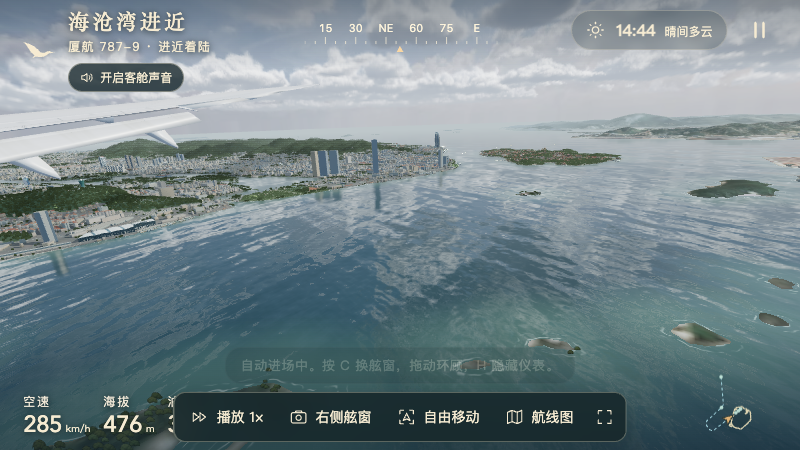 海沧湾进近
厦航 787-9 · 进近着陆
开启客舱声音
15 30 NE 60 75 E
14:44 晴间多云
自动进场中。按 C 换舷窗，拖动环顾，H 隐藏仪表。
空速 海拔
285 km/h 476 m
播放 1×
右侧舷窗
自由移动
航线图